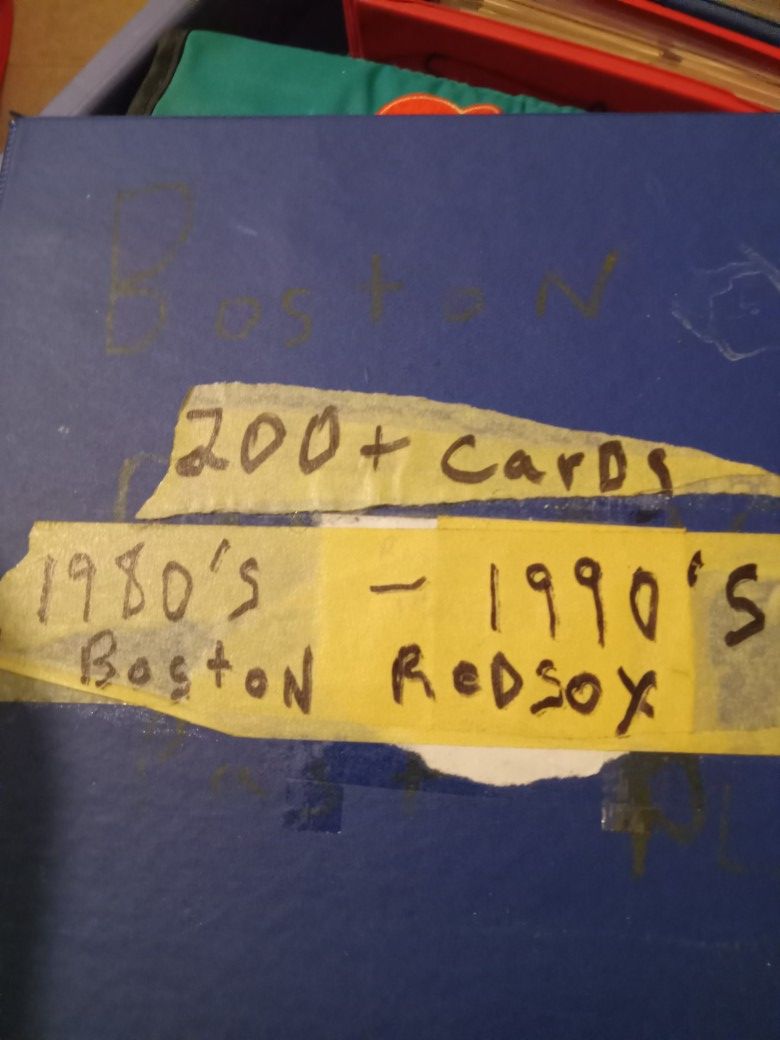 Boston
200+ CarDs
1980's - 1990's
BostoN ReDsox